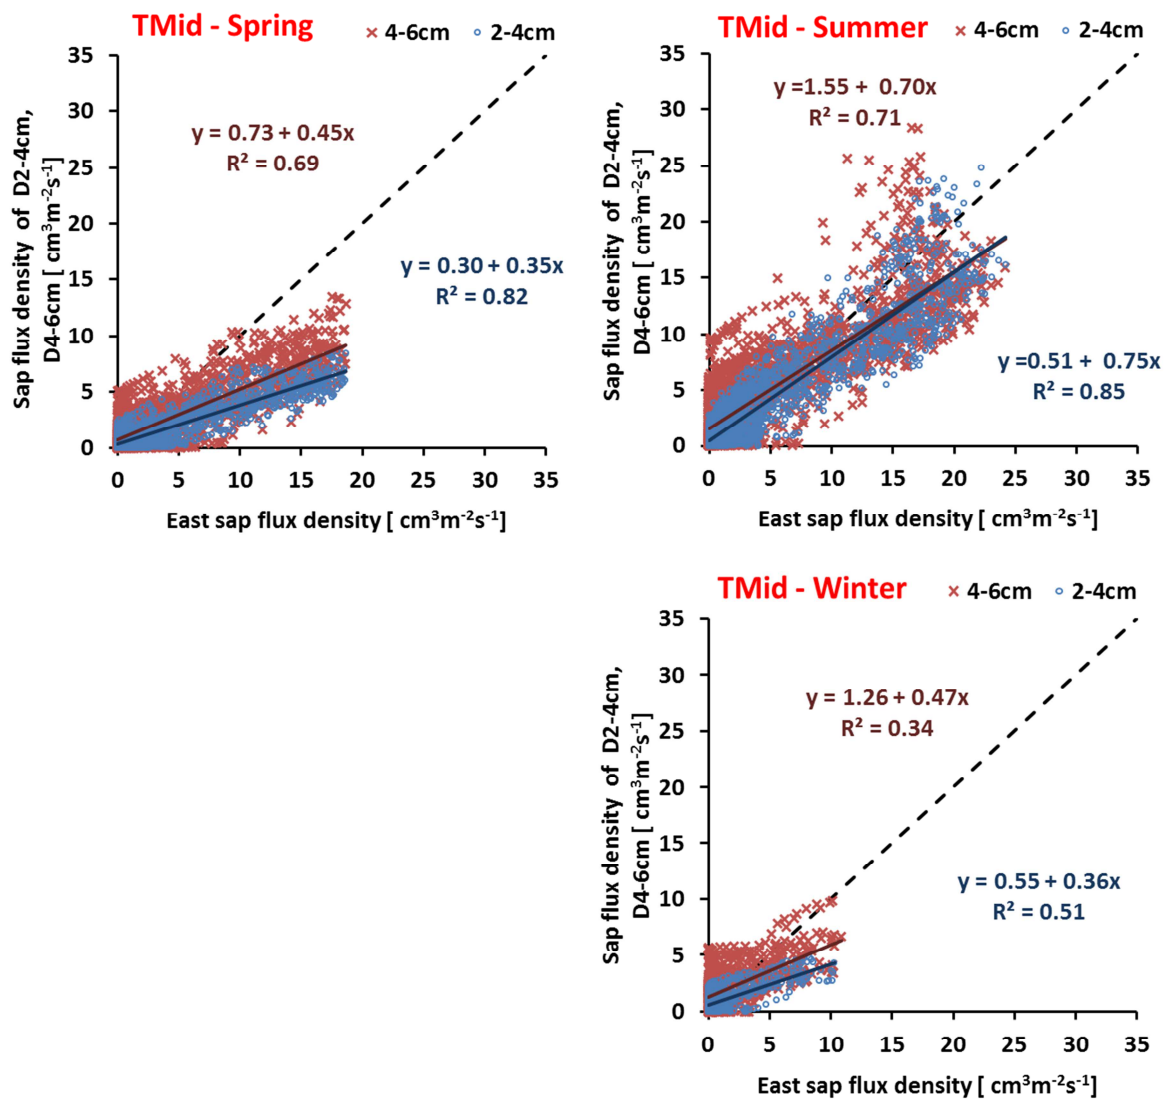 TMid - Spring × 4-6cm ○ 2-4cm
Sap flux density of D2-4cm,
D4-6cm [ cm³m⁻²s⁻¹]
35
30
25
20
15
10
5
0
y = 0.73 + 0.45x
R² = 0.69
y = 0.30 + 0.35x
R² = 0.82
0 5 10 15 20 25 30 35
East sap flux density [ cm³m⁻²s⁻¹]
TMid - Summer × 4-6cm ○ 2-4cm
Sap flux density of D2-4cm,
D4-6cm [ cm³m⁻²s⁻¹]
35
30
25
20
15
10
5
0
y =1.55 + 0.70x
R² = 0.71
y =0.51 + 0.75x
R² = 0.85
0 5 10 15 20 25 30 35
East sap flux density [ cm³m⁻²s⁻¹]
TMid - Winter × 4-6cm ○ 2-4cm
Sap flux density of D2-4cm,
D4-6cm [ cm³m⁻²s⁻¹]
35
30
25
20
15
10
5
0
y = 1.26 + 0.47x
R² = 0.34
y = 0.55 + 0.36x
R² = 0.51
0 5 10 15 20 25 30 35
East sap flux density [ cm³m⁻²s⁻¹]